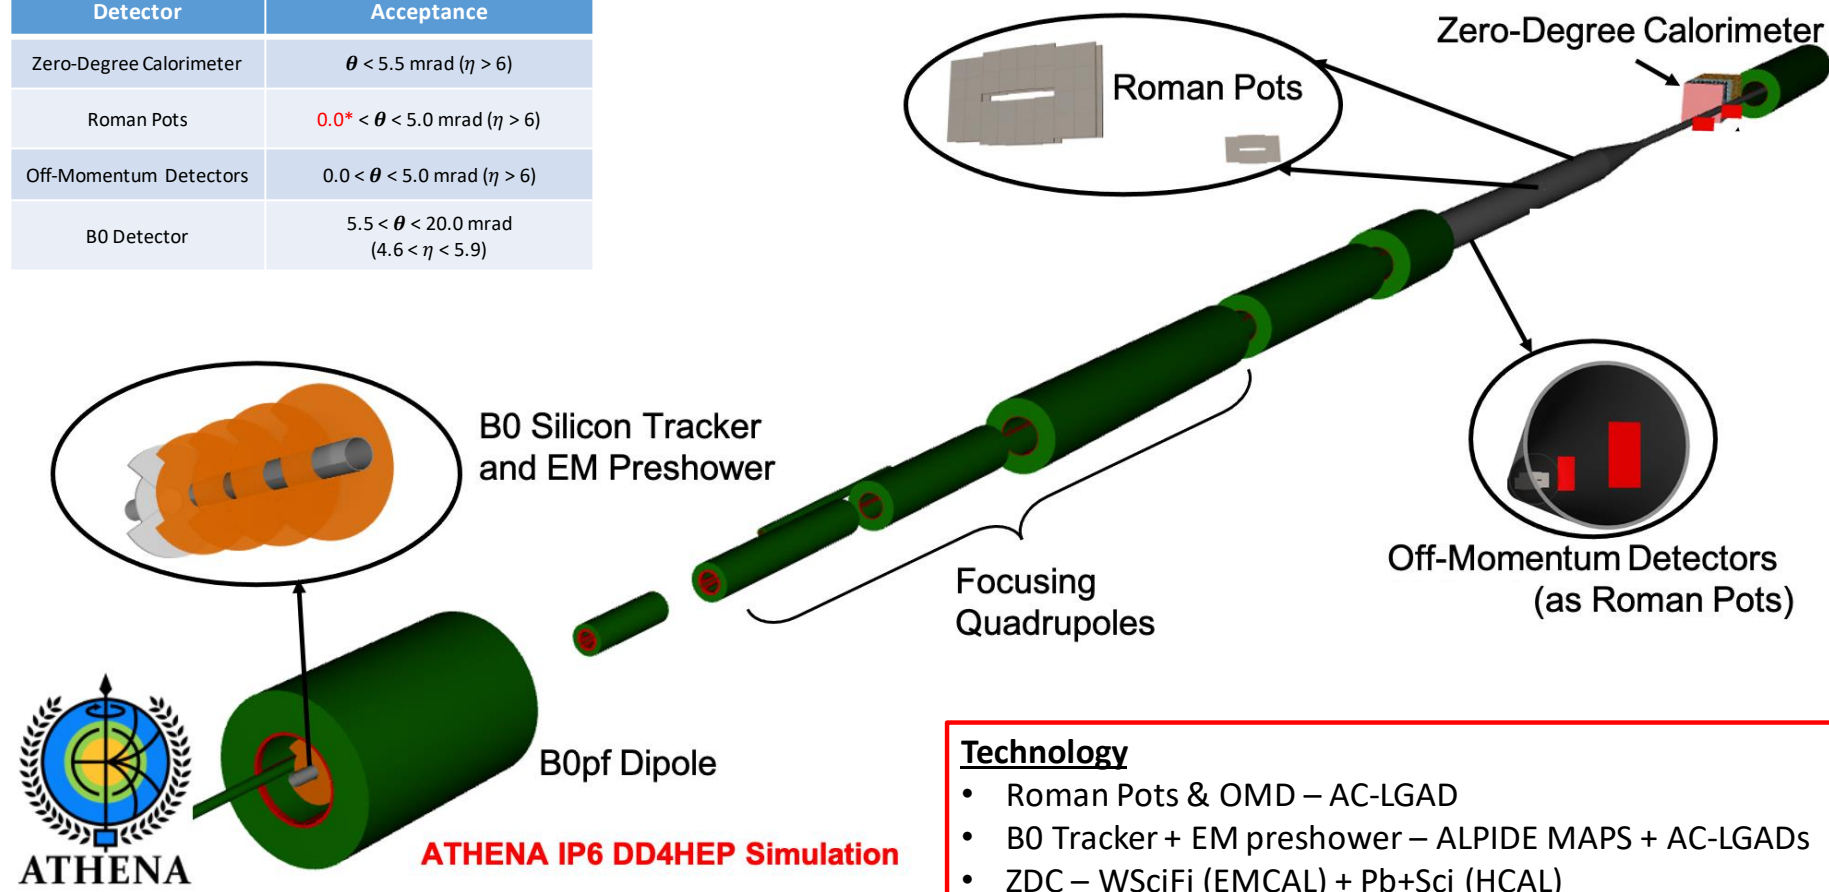 Detector Acceptance
Zero-Degree Calorimeter θ < 5.5 mrad (η > 6)
Roman Pots 0.0* < θ < 5.0 mrad (η > 6)
Off-Momentum Detectors 0.0 < θ < 5.0 mrad (η > 6)
B0 Detector 5.5 < θ < 20.0 mrad
(4.6 < η < 5.9)
Zero-Degree Calorimeter
Roman Pots
B0 Silicon Tracker
and EM Preshower
Off-Momentum Detectors
(as Roman Pots)
Focusing
Quadrupoles
B0pf Dipole
ATHENA IP6 DD4HEP Simulation
ATHENA
Technology
• Roman Pots & OMD – AC-LGAD
• B0 Tracker + EM preshower – ALPIDE MAPS + AC-LGADs
• ZDC – WSciFi (EMCAL) + Pb+Sci (HCAL)